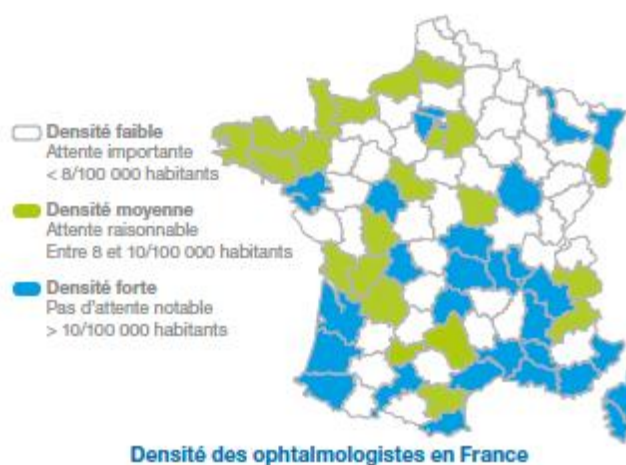 Densité faible
Attente importante
< 8/100 000 habitants
Densité moyenne
Attente raisonnable
Entre 8 et 10/100 000 habitants
Densité forte
Pas d'attente notable
> 10/100 000 habitants
Densité des ophtalmologistes en France